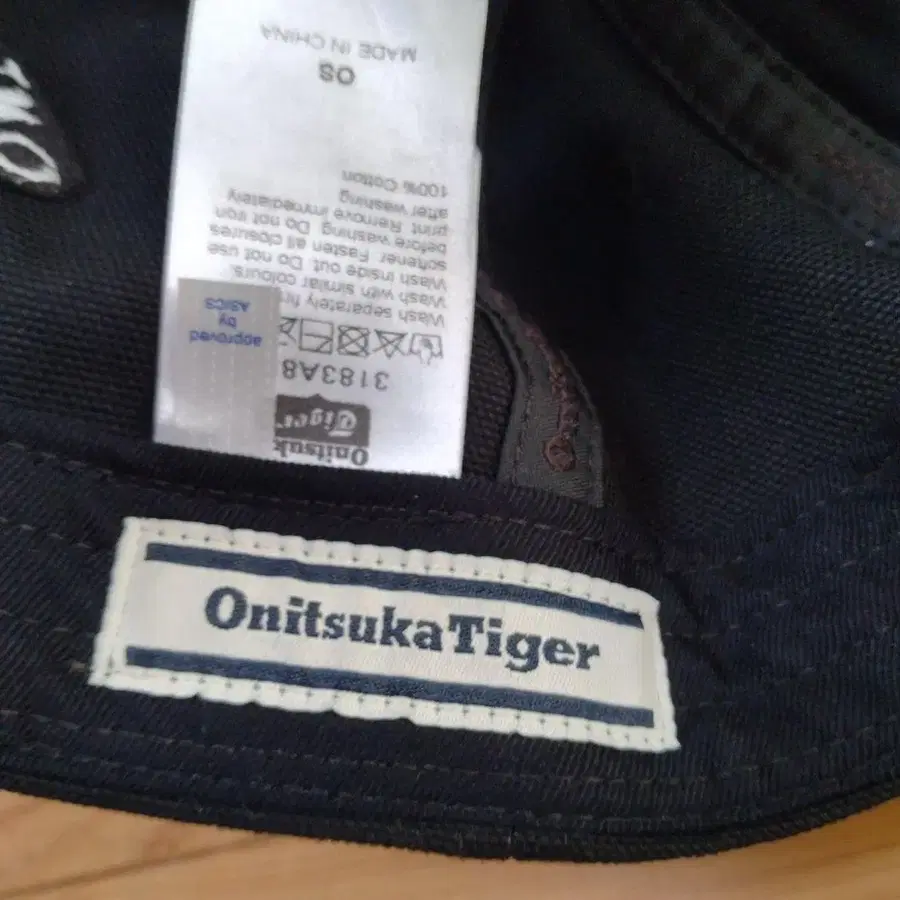 Onitsuk
Tiger
3183A8
approved
by
ASICS
Wash separately
Wash with similar colours.
Wash inside out. Do not use
softener. Fasten all closures
before washing. Do not iron
print. Remove immediately
after washing
100% Cotton
OS
MADE IN CHINA
OnitsukaTiger